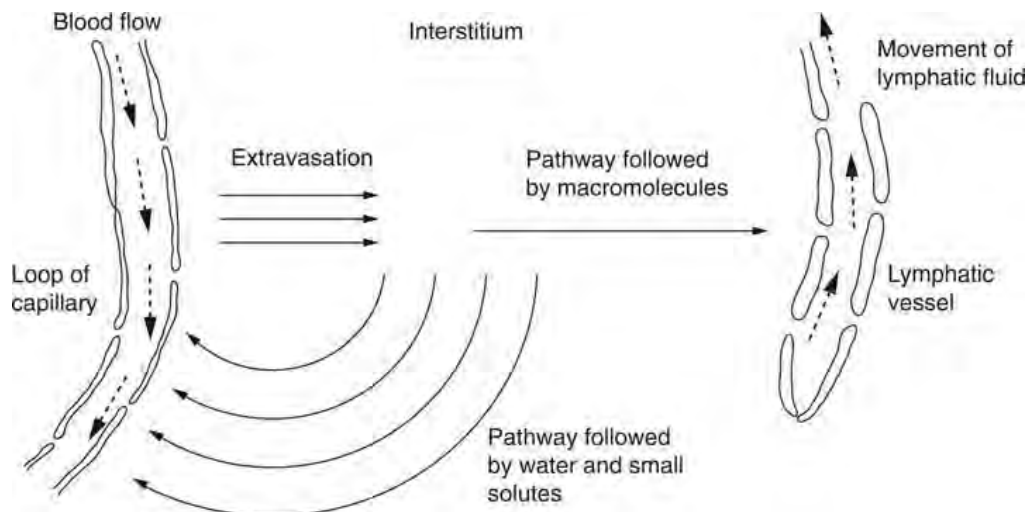 Blood flow
Interstitium
Movement of
lymphatic fluid
Extravasation
Pathway followed
by macromolecules
Loop of
capillary
Lymphatic
vessel
Pathway followed
by water and small
solutes